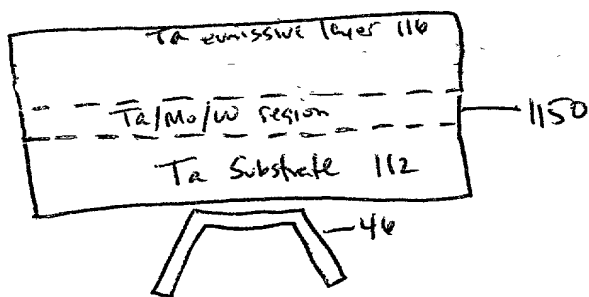 Ta emissive layer 116
Ta/Mo/W region
1150
Ta Substrate 112
46